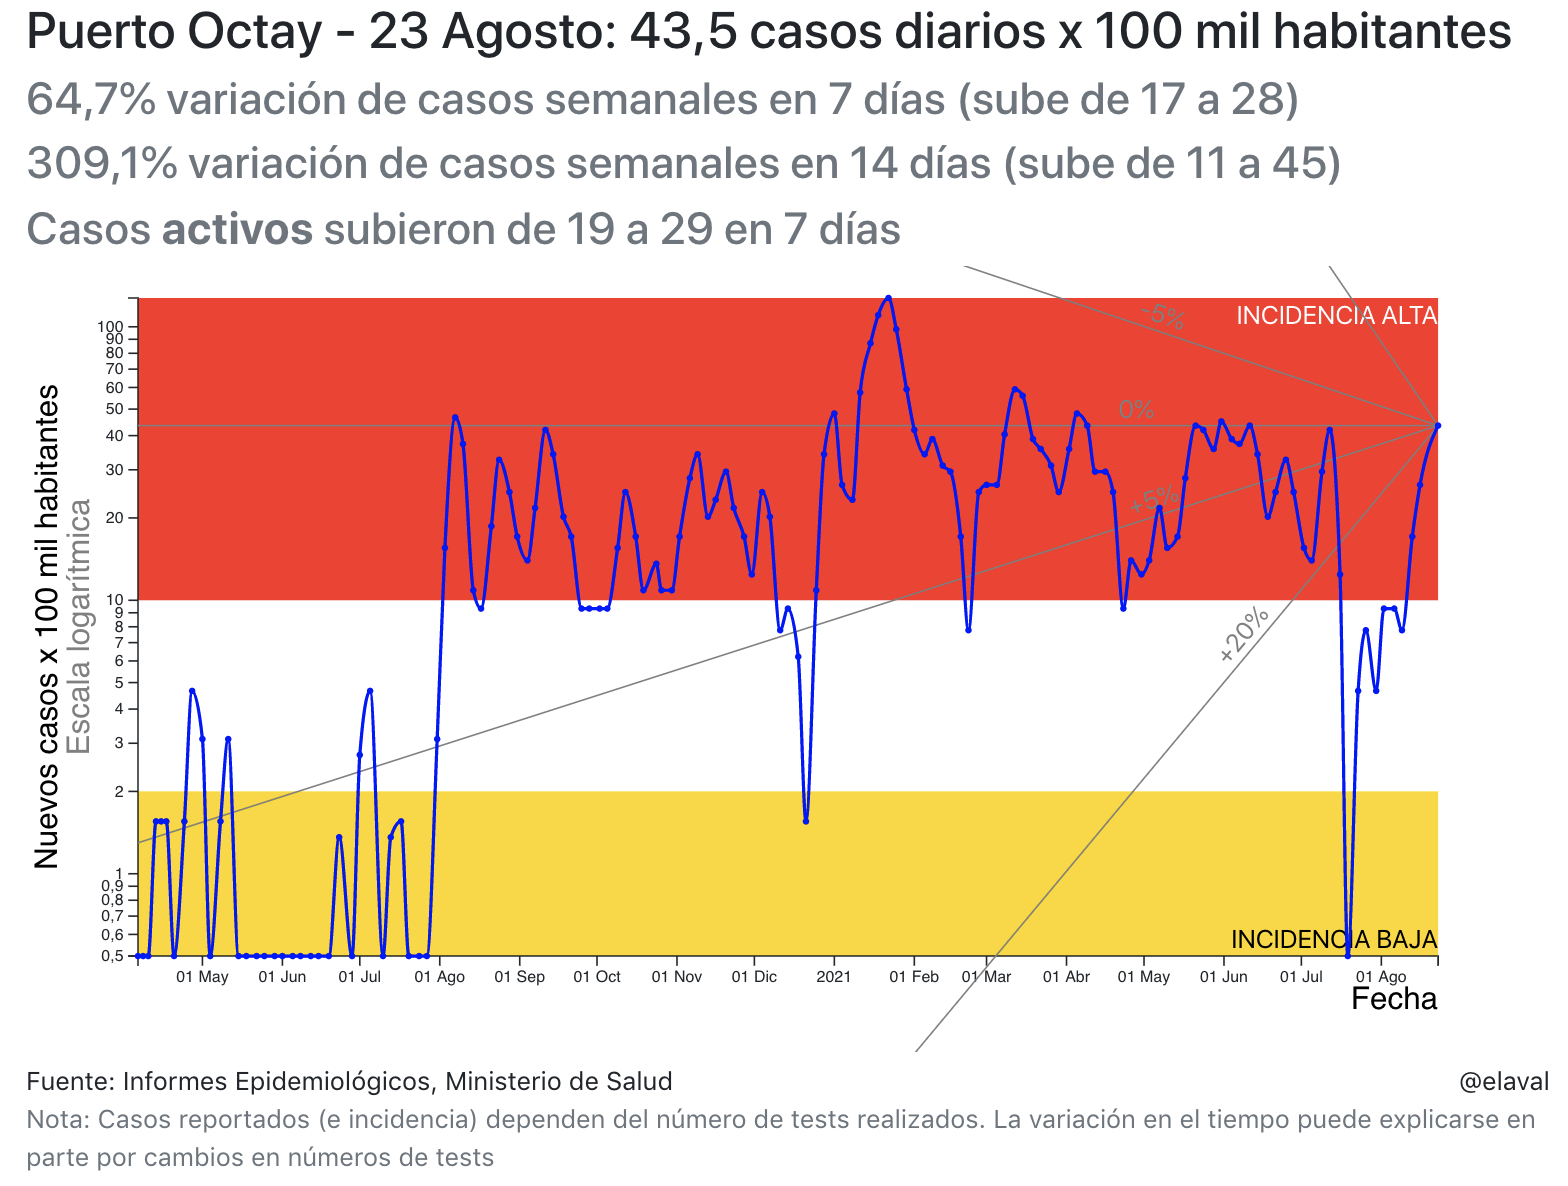 Puerto Octay - 23 Agosto: 43,5 casos diarios x 100 mil habitantes
64,7% variación de casos semanales en 7 días (sube de 17 a 28)
309,1% variación de casos semanales en 14 días (sube de 11 a 45)
Casos activos subieron de 19 a 29 en 7 días
INCIDENCIA ALTA
-5%
0%
+5%
+20%
INCIDENCIA BAJA
Nuevos casos x 100 mil habitantes
Escala logarítmica
100
90
80
70
60
50
40
30
20
10
9
8
7
6
5
4
3
2
1
0,9
0,8
0,7
0,6
0,5
01 May 01 Jun 01 Jul 01 Ago 01 Sep 01 Oct 01 Nov 01 Dic 2021 01 Feb 01 Mar 01 Abr 01 May 01 Jun 01 Jul 01 Ago
Fecha
Fuente: Informes Epidemiológicos, Ministerio de Salud @elaval
Nota: Casos reportados (e incidencia) dependen del número de tests realizados. La variación en el tiempo puede explicarse en
parte por cambios en números de tests